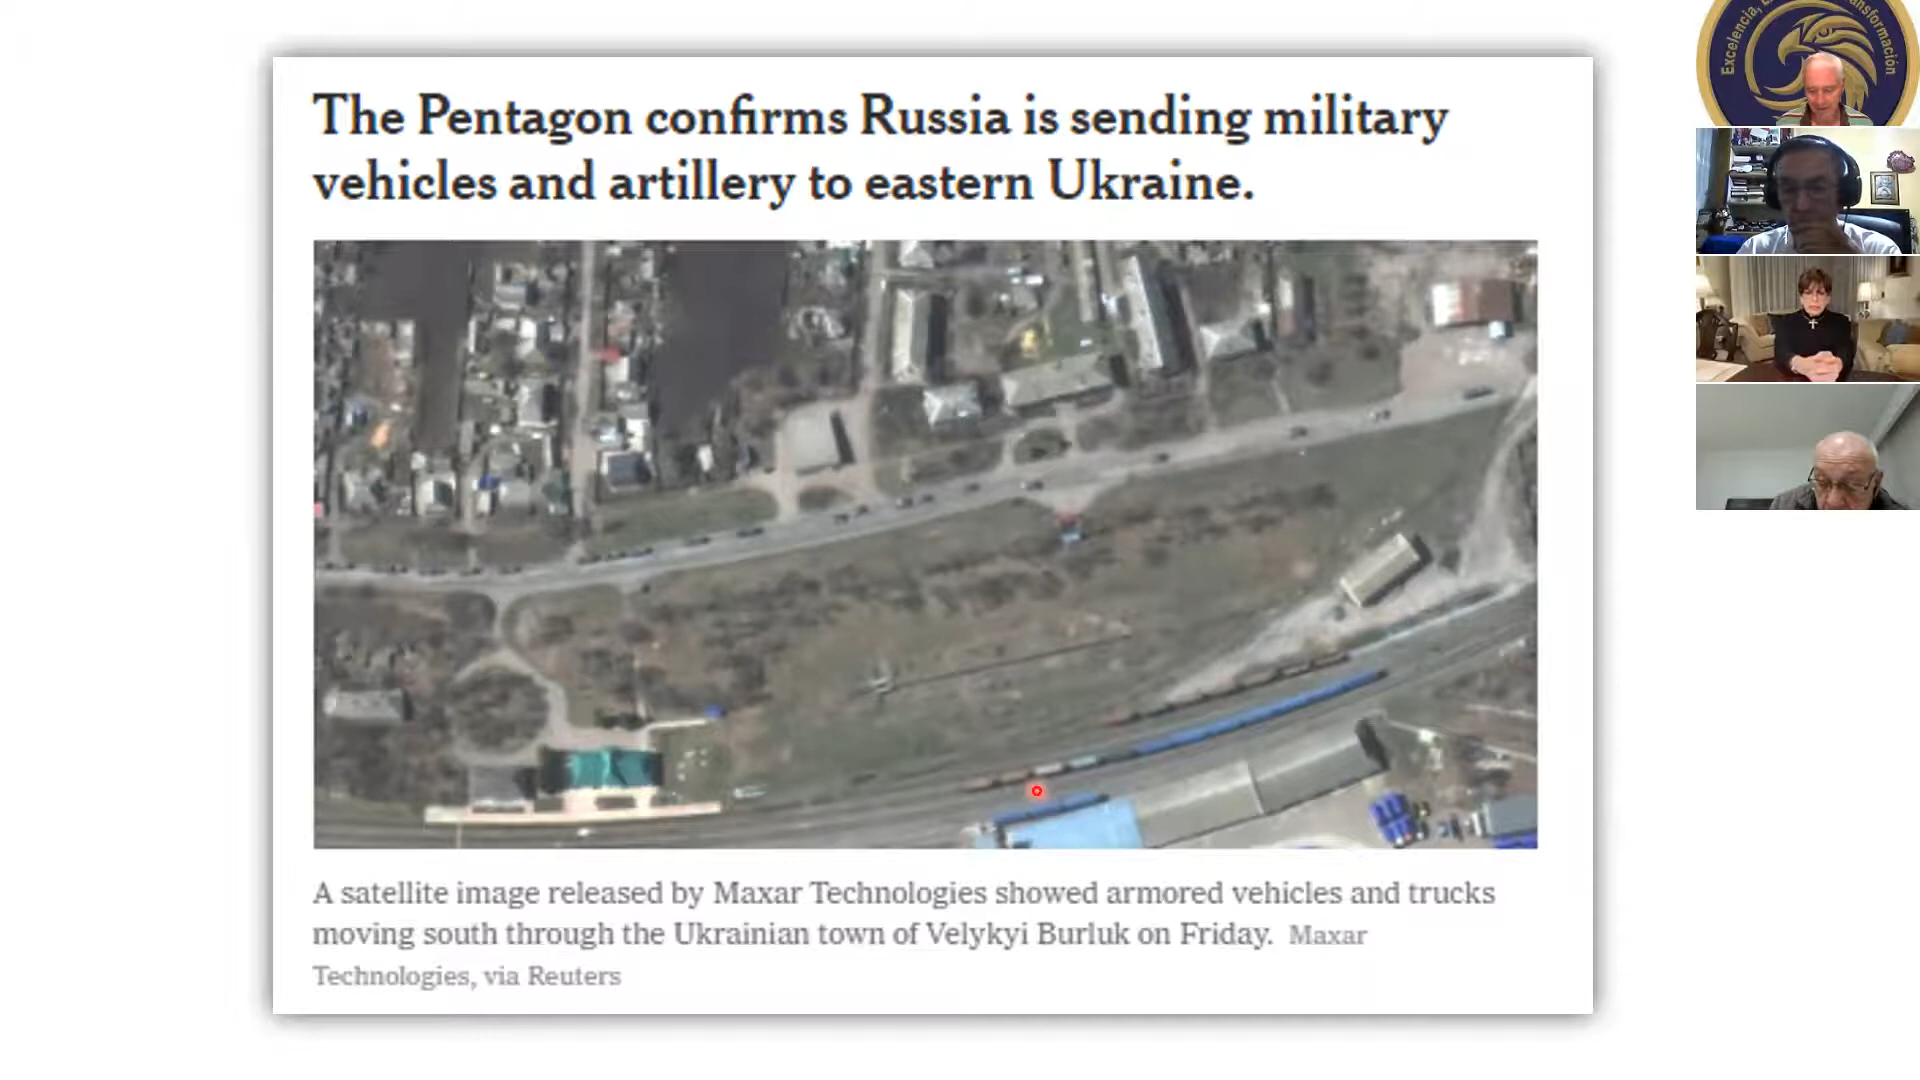 The Pentagon confirms Russia is sending military
vehicles and artillery to eastern Ukraine.
A satellite image released by Maxar Technologies showed armored vehicles and trucks
moving south through the Ukrainian town of Velykyi Burluk on Friday. Maxar
Technologies, via Reuters
Excelencia,